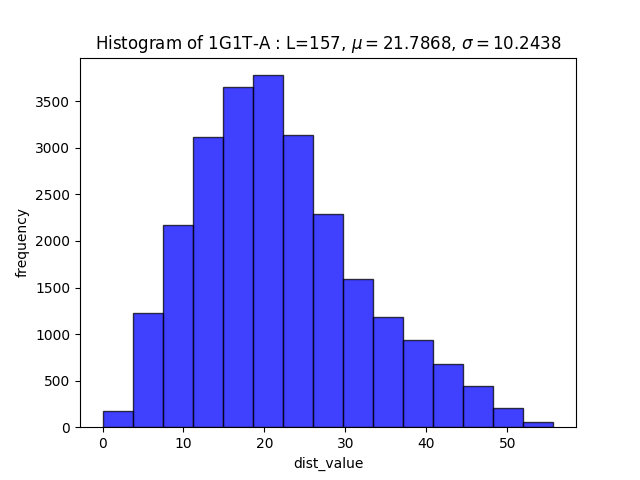 Histogram of 1G1T-A : L=157, μ = 21.7868, σ = 10.2438
3500
3000
2500
2000
1500
1000
500
0
frequency
0 10 20 30 40 50
dist_value